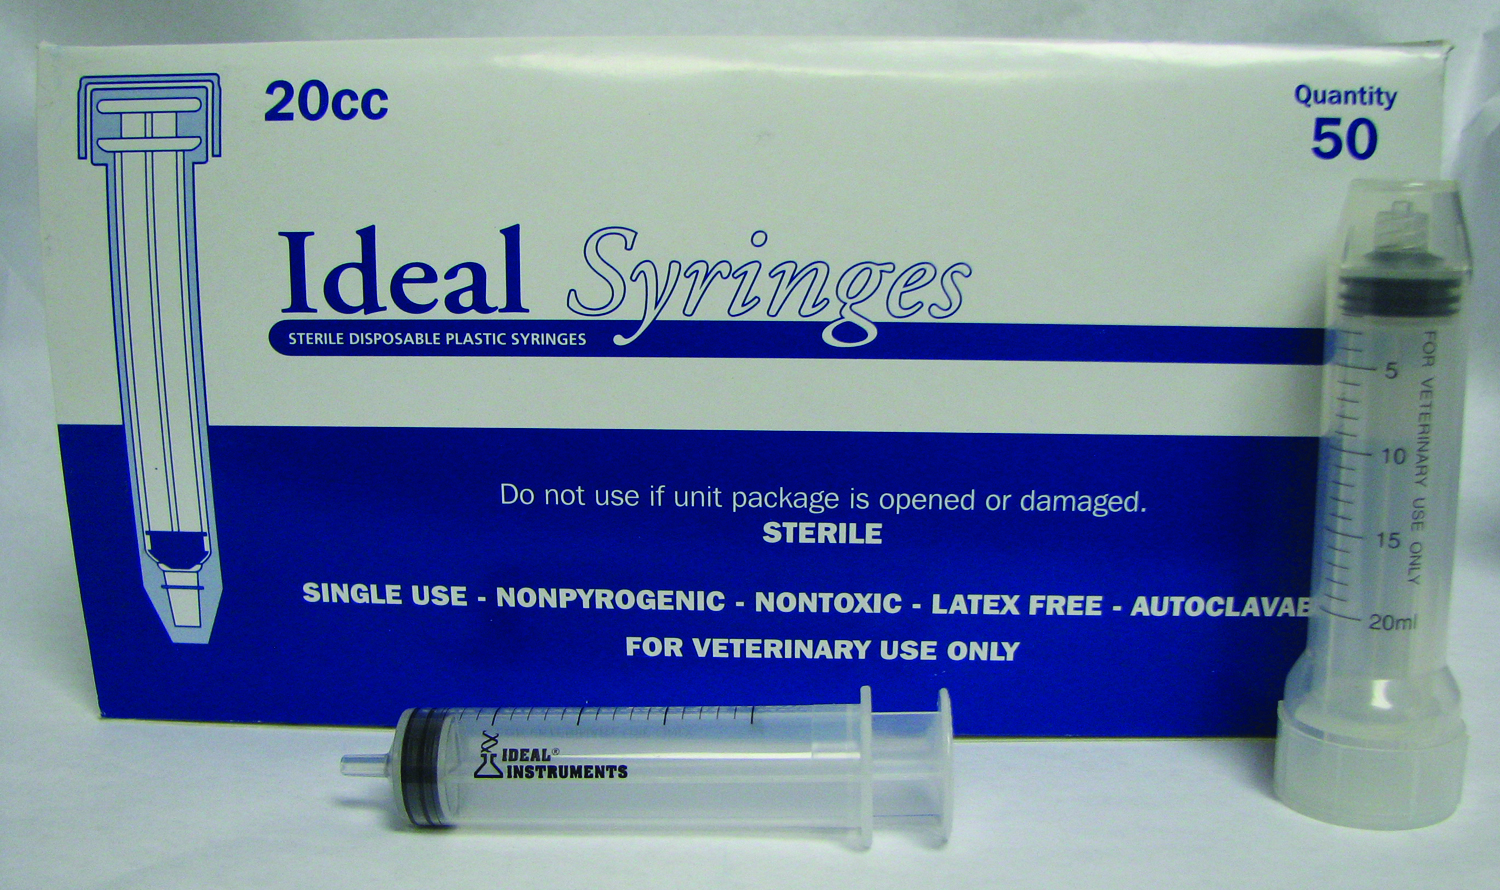 20cc
Quantity
50
Ideal Syringes
STERILE DISPOSABLE PLASTIC SYRINGES
Do not use if unit package is opened or damaged.
STERILE
SINGLE USE - NONPYROGENIC - NONTOXIC - LATEX FREE - AUTOCLAVAB
FOR VETERINARY USE ONLY
IDEAL®
INSTRUMENTS
5
10
15
20ml
FOR VETERINARY USE ONLY